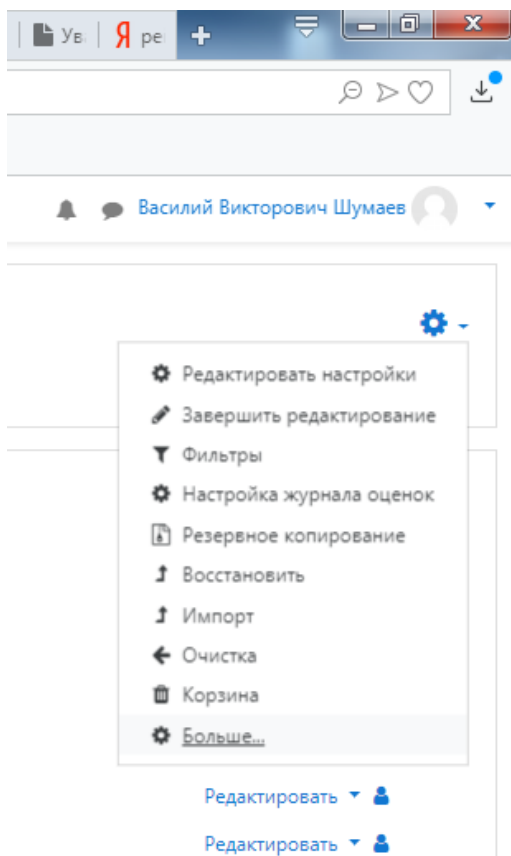 Ув
Я ре
Василий Викторович Шумаев
Редактировать настройки
Завершить редактирование
Фильтры
Настройка журнала оценок
Резервное копирование
Восстановить
Импорт
Очистка
Корзина
Больше...
Редактировать
Редактировать